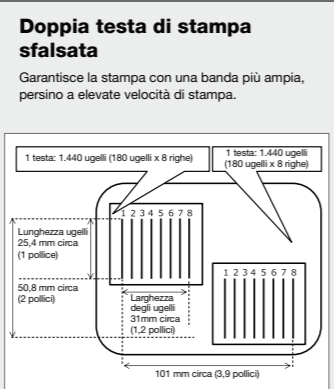 Doppia testa di stampa
sfalsata
Garantisce la stampa con una banda più ampia,
persino a elevate velocità di stampa.
1 testa: 1.440 ugelli (180 ugelli x 8 righe)
1 testa: 1.440 ugelli
(180 ugelli x 8 righe)
1 2 3 4 5 6 7 8
Lunghezza ugelli
25,4 mm circa
(1 pollice)
50,8 mm circa
(2 pollici)
Larghezza
degli ugelli
31mm circa
(1,2 pollici)
1 2 3 4 5 6 7 8
101 mm circa (3,9 pollici)